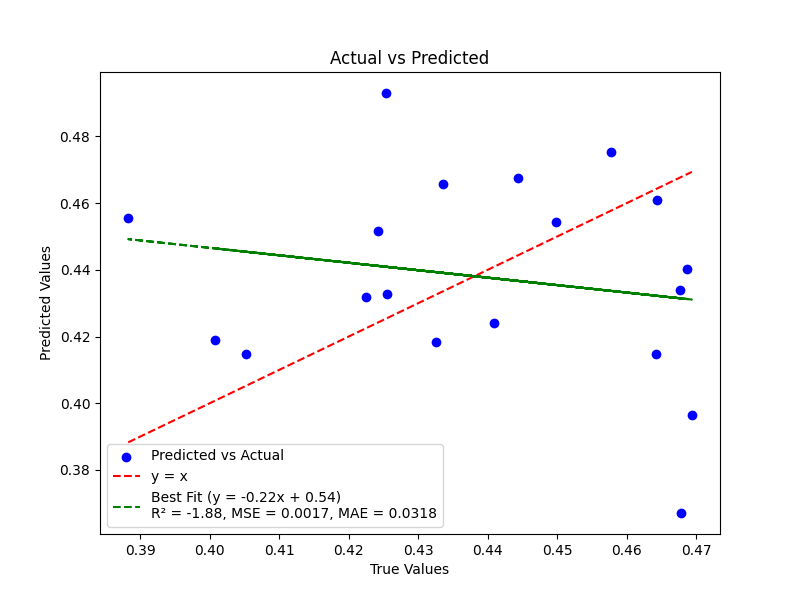 Actual vs Predicted
Predicted Values
0.48
0.46
0.44
0.42
0.40
0.38
Predicted vs Actual
y = x
Best Fit (y = -0.22x + 0.54)
R² = -1.88, MSE = 0.0017, MAE = 0.0318
0.39 0.40 0.41 0.42 0.43 0.44 0.45 0.46 0.47
True Values